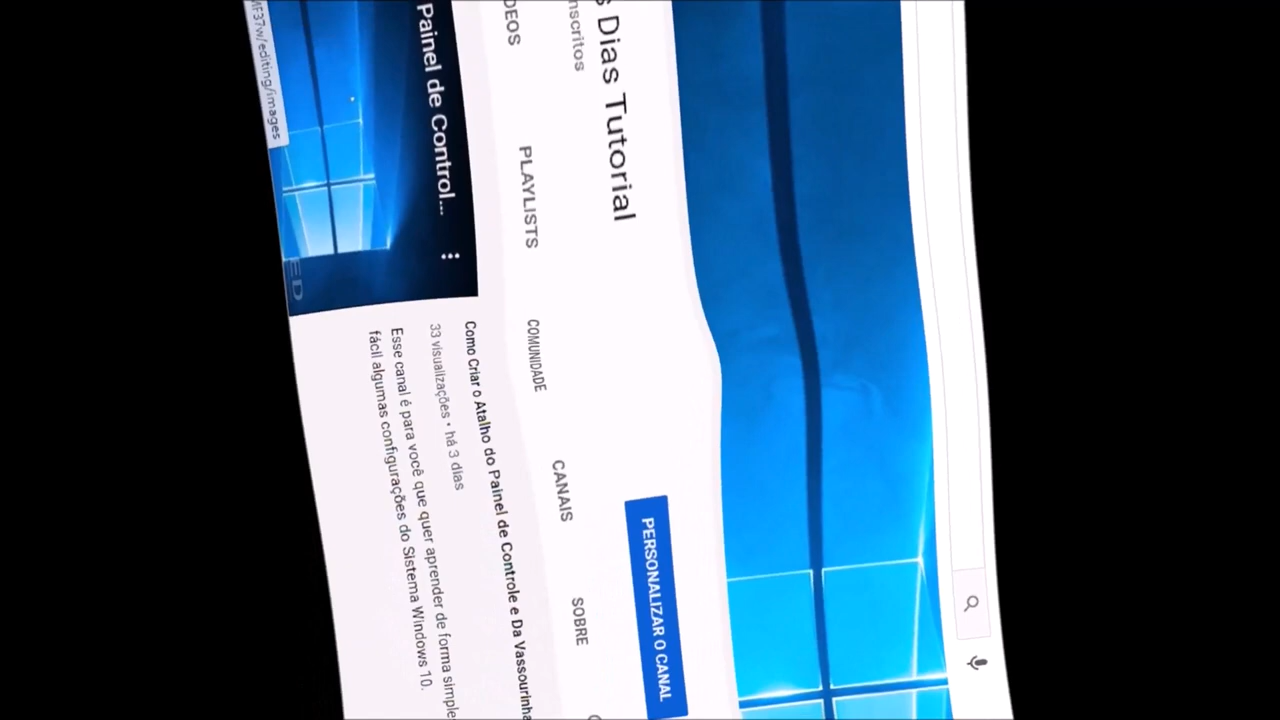 s Dias Tutorial
nscritos
PERSONALIZAR O CANAL
DEOS
PLAYLISTS
COMUNIDADE
CANAIS
SOBRE
Painel de Control...
MF37w/editing/images
Como Criar o Atalho do Painel de Controle e Da Vassourinha
33 visualizações • há 3 dias
Esse canal é para você que quer aprender de forma simple
fácil algumas configurações do Sistema Windows 10.